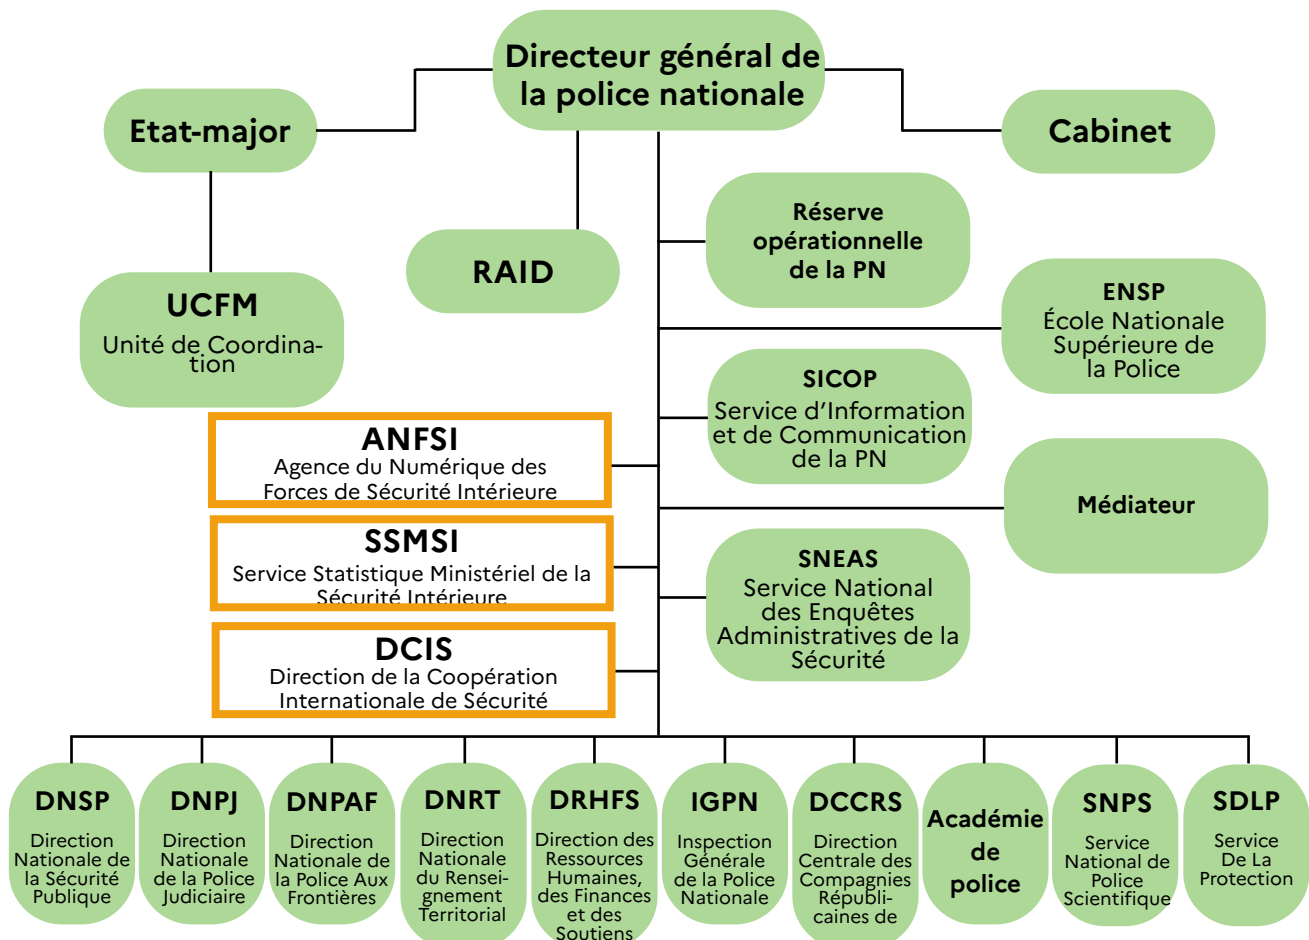 Directeur général de
la police nationale
Etat-major
Cabinet
Réserve
opérationnelle
de la PN
RAID
UCFM
Unité de Coordina-
tion
ENSP
École Nationale
Supérieure de
la Police
SICOP
Service d’Information
et de Communication
de la PN
ANFSI
Agence du Numérique des
Forces de Sécurité Intérieure
Médiateur
SSMSI
Service Statistique Ministériel de la
Sécurité Intérieure
SNEAS
Service National
des Enquêtes
Administratives de la
Sécurité
DCIS
Direction de la Coopération
Internationale de Sécurité
DNSP
Direction
Nationale de
la Sécurité
Publique
DNPJ
Direction
Nationale
de la Police
Judiciaire
DNPAF
Direction
Nationale de
la Police Aux
Frontières
DNRT
Direction
Nationale
du Rensei-
gnement
Territorial
DRHFS
Direction des
Ressources
Humaines,
des Finances
et des
Soutiens
IGPN
Inspection
Générale
de la Police
Nationale
DCCRS
Direction
Centrale des
Compagnies
Républi-
caines de
Académie
de
police
SNPS
Service
National de
Police
Scientifique
SDLP
Service
De La
Protection